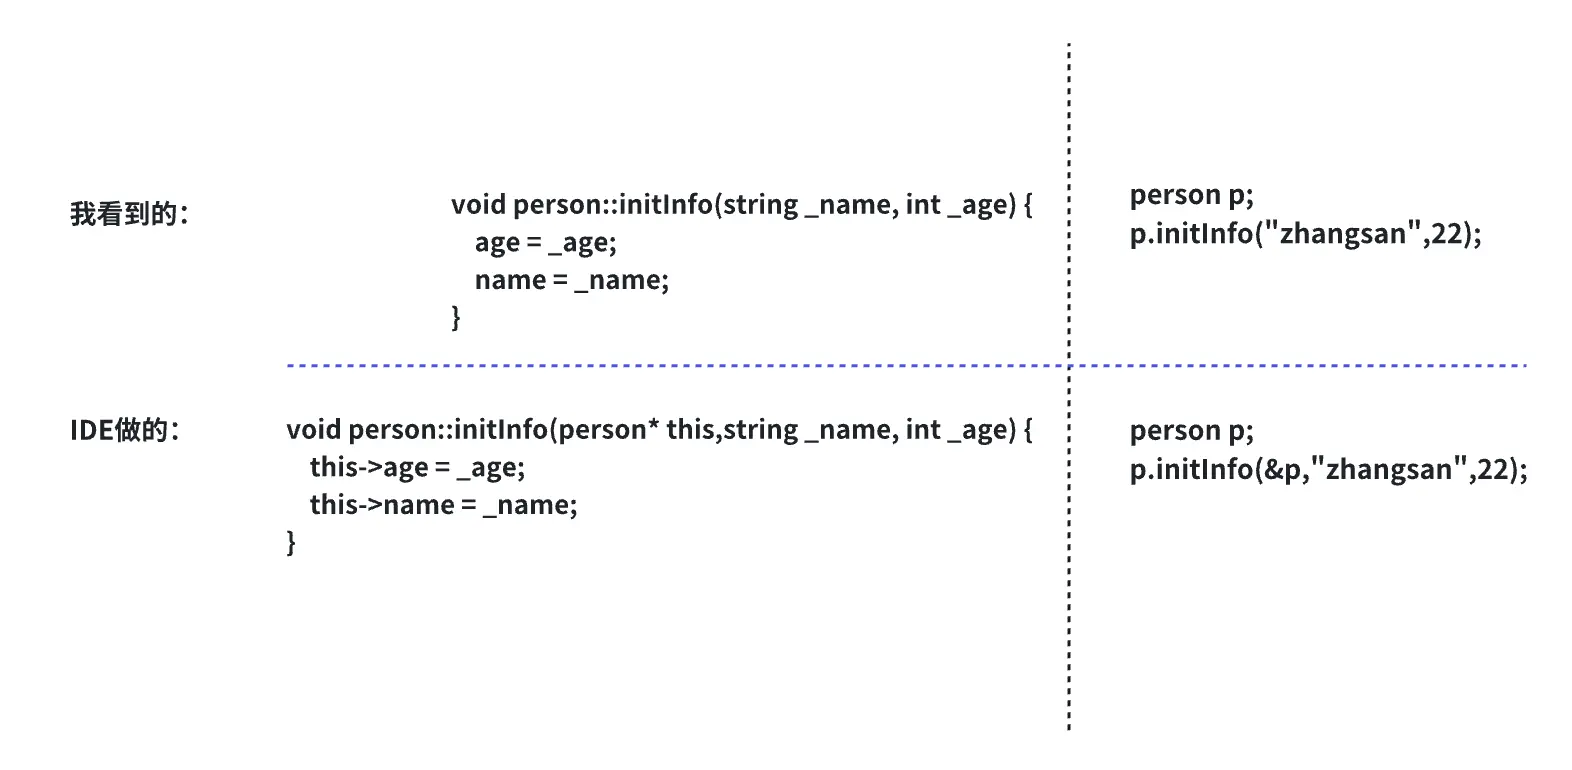 我看到的：
void person::initInfo(string _name, int _age) {
    age = _age;
    name = _name;
}
person p;
p.initInfo("zhangsan",22);
IDE做的：
void person::initInfo(person* this,string _name, int _age) {
    this->age = _age;
    this->name = _name;
}
person p;
p.initInfo(&p,"zhangsan",22);